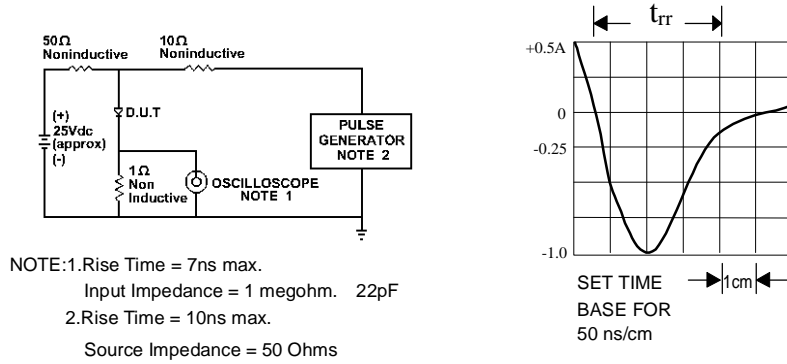 50Ω
Noninductive
10Ω
Noninductive
(+)
25Vdc
(approx)
(-)
D.U.T
1Ω
Non
Inductive
OSCILLOSCOPE
NOTE 1
PULSE
GENERATOR
NOTE 2
NOTE:1.Rise Time = 7ns max.
Input Impedance = 1 megohm. 22pF
2.Rise Time = 10ns max.
Source Impedance = 50 Ohms
trr
+0.5A
0
-0.25
-1.0
SET TIME
BASE FOR
50 ns/cm
1cm